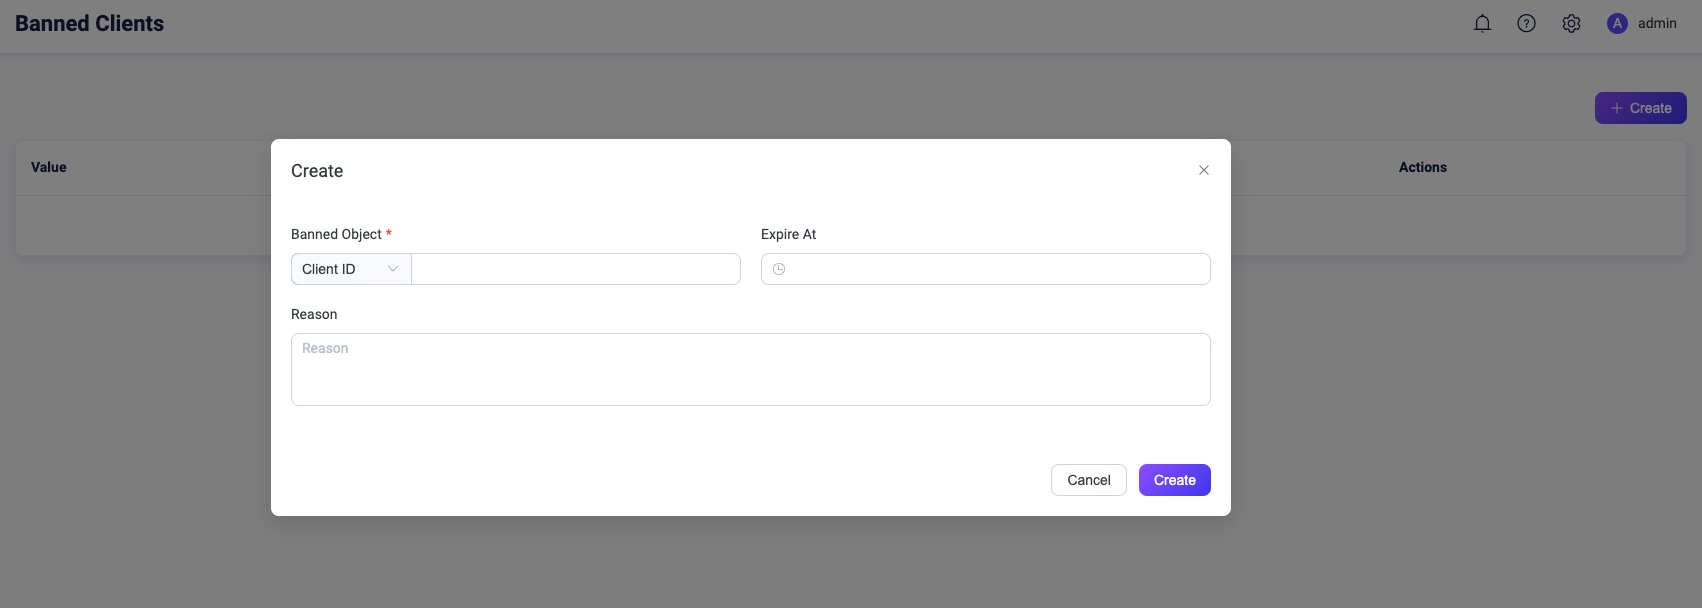 Banned Clients
? A admin
+ Create
Value Actions
Create
Banned Object * Expire At
Client ID
Reason
Reason
Cancel Create